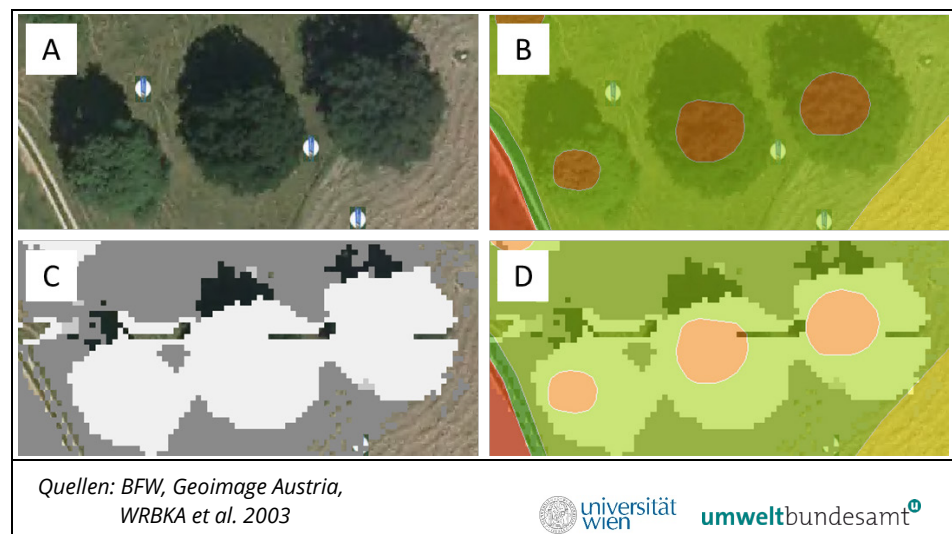 A
B
C
D
Quellen: BFW, Geoimage Austria,
WRBKA et al. 2003
universität
wien
umweltbundesamt
u